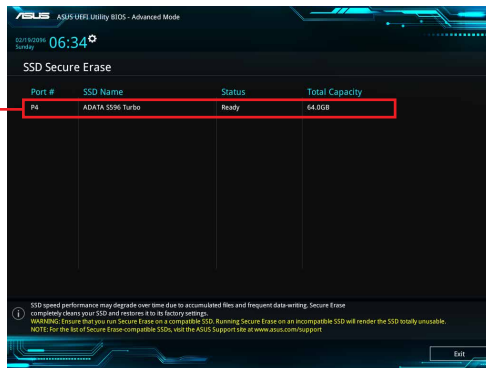 ASUS ASUS UEFI Utility BIOS - Advanced Mode
02/19/2096
Sunday
06:34
SSD Secure Erase
Port # SSD Name Status Total Capacity
P4 ADATA S596 Turbo Ready 64.0GB
SSD speed performance may degrade over time due to accumulated files and frequent data-writing. Secure Erase
completely cleans your SSD and restores it to its factory settings.
WARNING: Ensure that you run Secure Erase on a compatible SSD. Running Secure Erase on an incompatible SSD will render the SSD totally unusable.
NOTE: For the list of Secure Erase-compatible SSDs, visit the ASUS Support site at www.asus.com/support
Exit